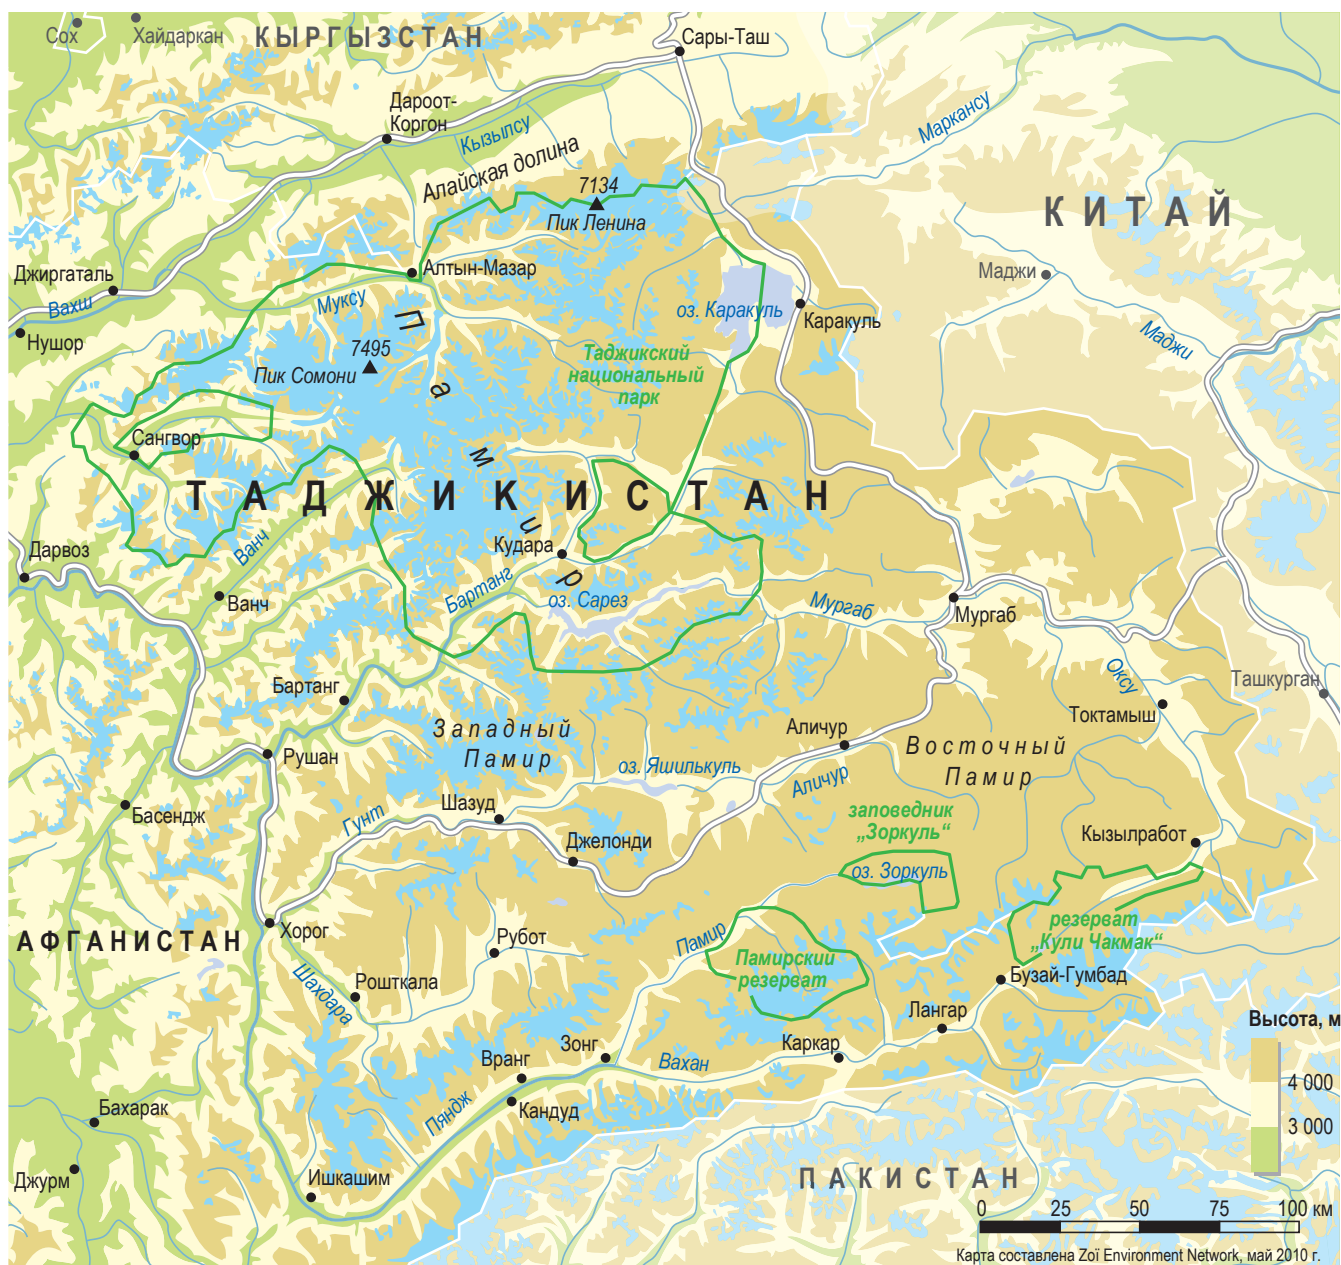 Сох
Хайдаркан
КЫРГЫЗСТАН
Сары-Таш
Дароот-
Коргон
Кызылсу
Маркансу
Алайская долина
7134
Пик Ленина
КИТАЙ
Джиргаталь
Алтын-Мазар
Маджи
Вахш
Муксу
оз. Каракуль
Каракуль
Маджи
Нушор
7495
Пик Сомони
Таджикский
национальный
парк
Памир
Сангвор
ТАДЖИКИСТАН
Дарвоз
Ванч
Кудара
Ванч
Бартанг
оз. Сарез
Мургаб
Мургаб
Оксу
Ташкурган
Бартанг
Токтамыш
Западный
Памир
Аличур
Восточный
Памир
Рушан
оз. Яшилькуль
Аличур
Басендж
Гунт
Шазуд
заповедник
„Зоркуль“
Кызылработ
Джелонди
оз. Зоркуль
АФГАНИСТАН
Хорог
Рубот
Памир
резерват
„Кули Чакмак“
Памирский
резерват
Шахдара
Рошткала
Бузай-Гумбад
Лангар
Высота, м
Зонг
Вранг
Вахан
Каркар
4 000
3 000
Бахарак
Пяндж
Кандуд
Джурм
Ишкашим
ПАКИСТАН
0 25 50 75 100 км
Карта составлена Zoï Environment Network, май 2010 г.